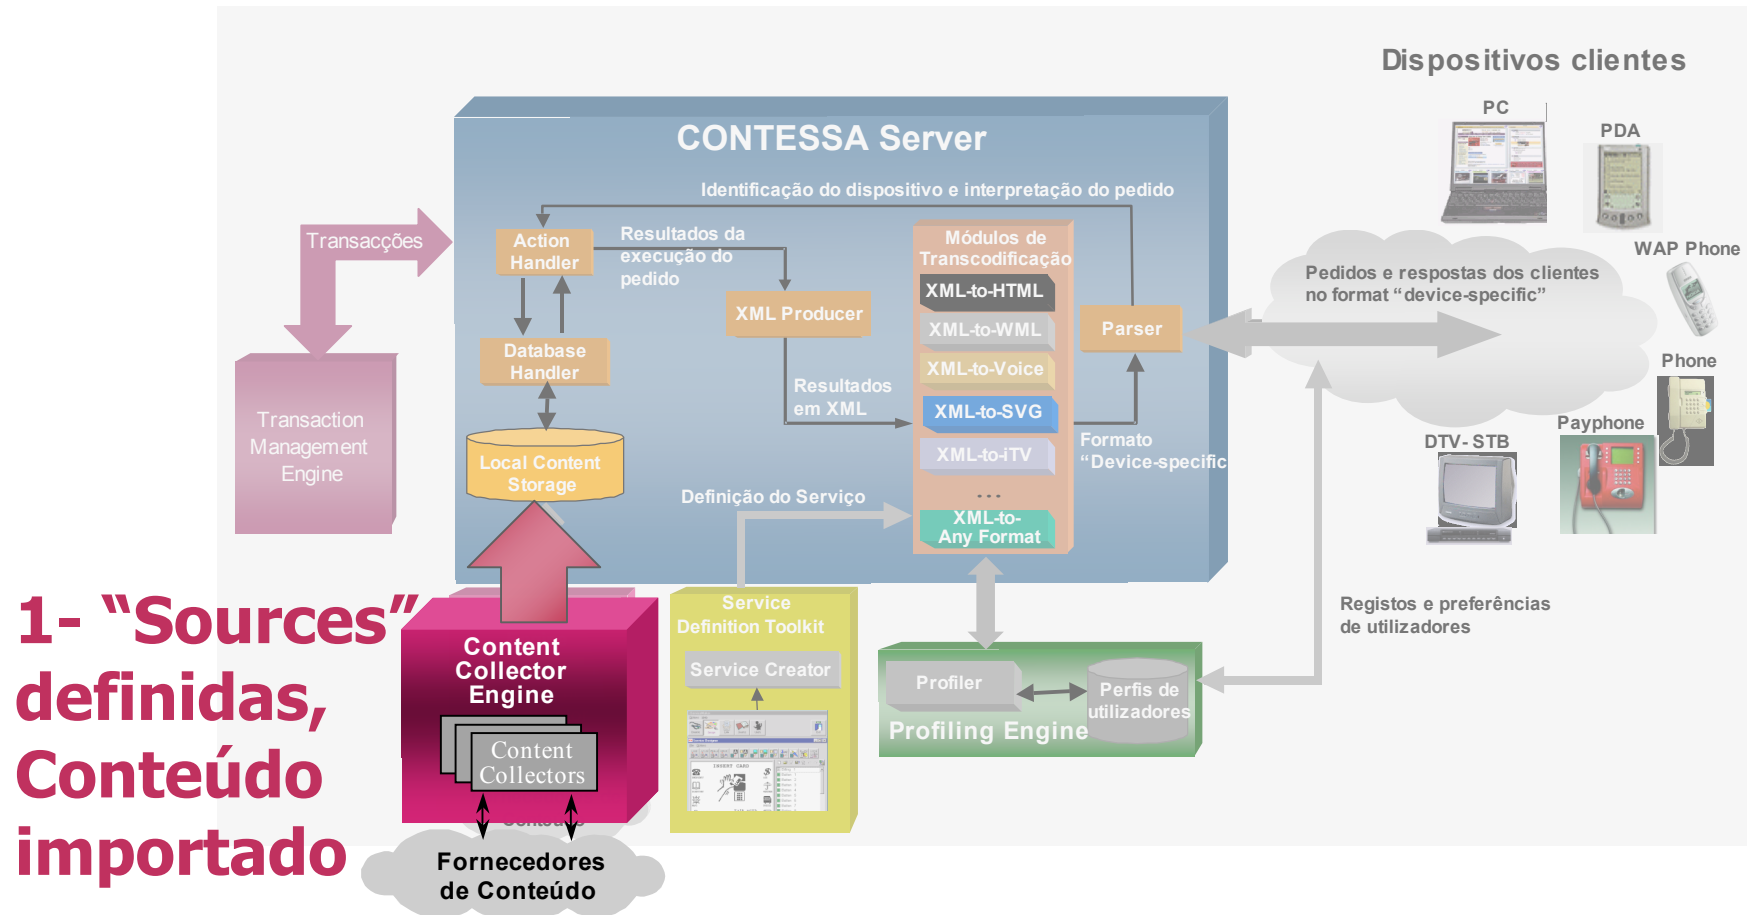 Dispositivos clientes
PC
PDA
CONTESSA Server
Identificação do dispositivo e interpretação do pedido
Transacções
Action
Handler
Resultados da
execução do
pedido
Módulos de
Transcodificação
WAP Phone
Pedidos e respostas dos clientes
no format “device-specific”
XML-to-HTML
XML Producer
XML-to-WML
Parser
Database
Handler
XML-to-Voice
Phone
Resultados
em XML
XML-to-SVG
Transaction
Management
Engine
Payphone
DTV- STB
Formato
“Device-specific
XML-to-iTV
Local Content
Storage
Definição do Serviço
...
XML-to-
Any Format
1- “Sources”
definidas,
Conteúdo
importado
Content
Collector
Engine
Content
Collectors
Service
Definition Toolkit
Service Creator
INSERT CARD
Registos e preferências
de utilizadores
Profiler
Perfis de
utilizadores
Profiling Engine
Fornecedores
de Conteúdo